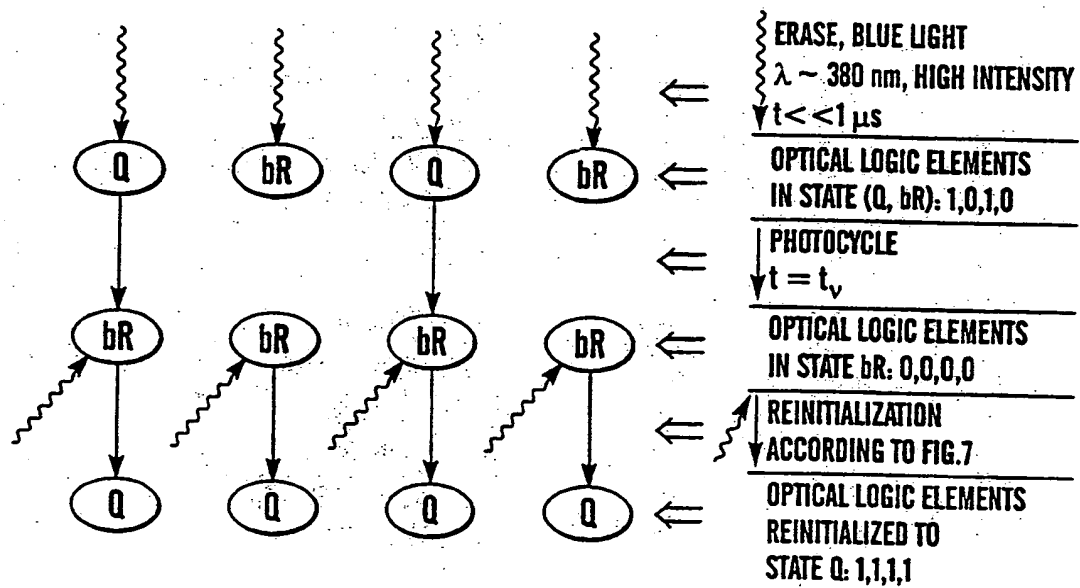 ERASE, BLUE LIGHT
λ ~ 380 nm, HIGH INTENSITY
t<<1 μs
Q bR Q bR
OPTICAL LOGIC ELEMENTS
IN STATE (Q, bR): 1,0,1,0
PHOTOCYCLE
t = tν
bR bR bR bR
OPTICAL LOGIC ELEMENTS
IN STATE bR: 0,0,0,0
REINITIALIZATION
ACCORDING TO FIG.7
Q Q Q Q
OPTICAL LOGIC ELEMENTS
REINITIALIZED TO
STATE Q: 1,1,1,1